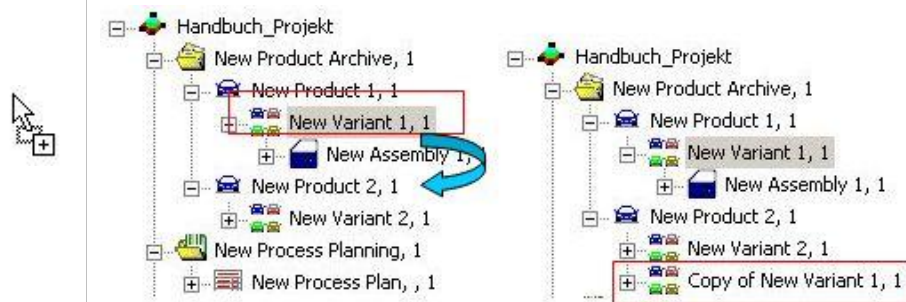 Handbuch_Projekt
New Product Archive, 1
New Product 1, 1
New Variant 1, 1
New Assembly 1, 1
New Product 2, 1
New Variant 2, 1
New Process Planning, 1
New Process Plan, , 1
Handbuch_Projekt
New Product Archive, 1
New Product 1, 1
New Variant 1, 1
New Assembly 1, 1
New Product 2, 1
New Variant 2, 1
Copy of New Variant 1, 1